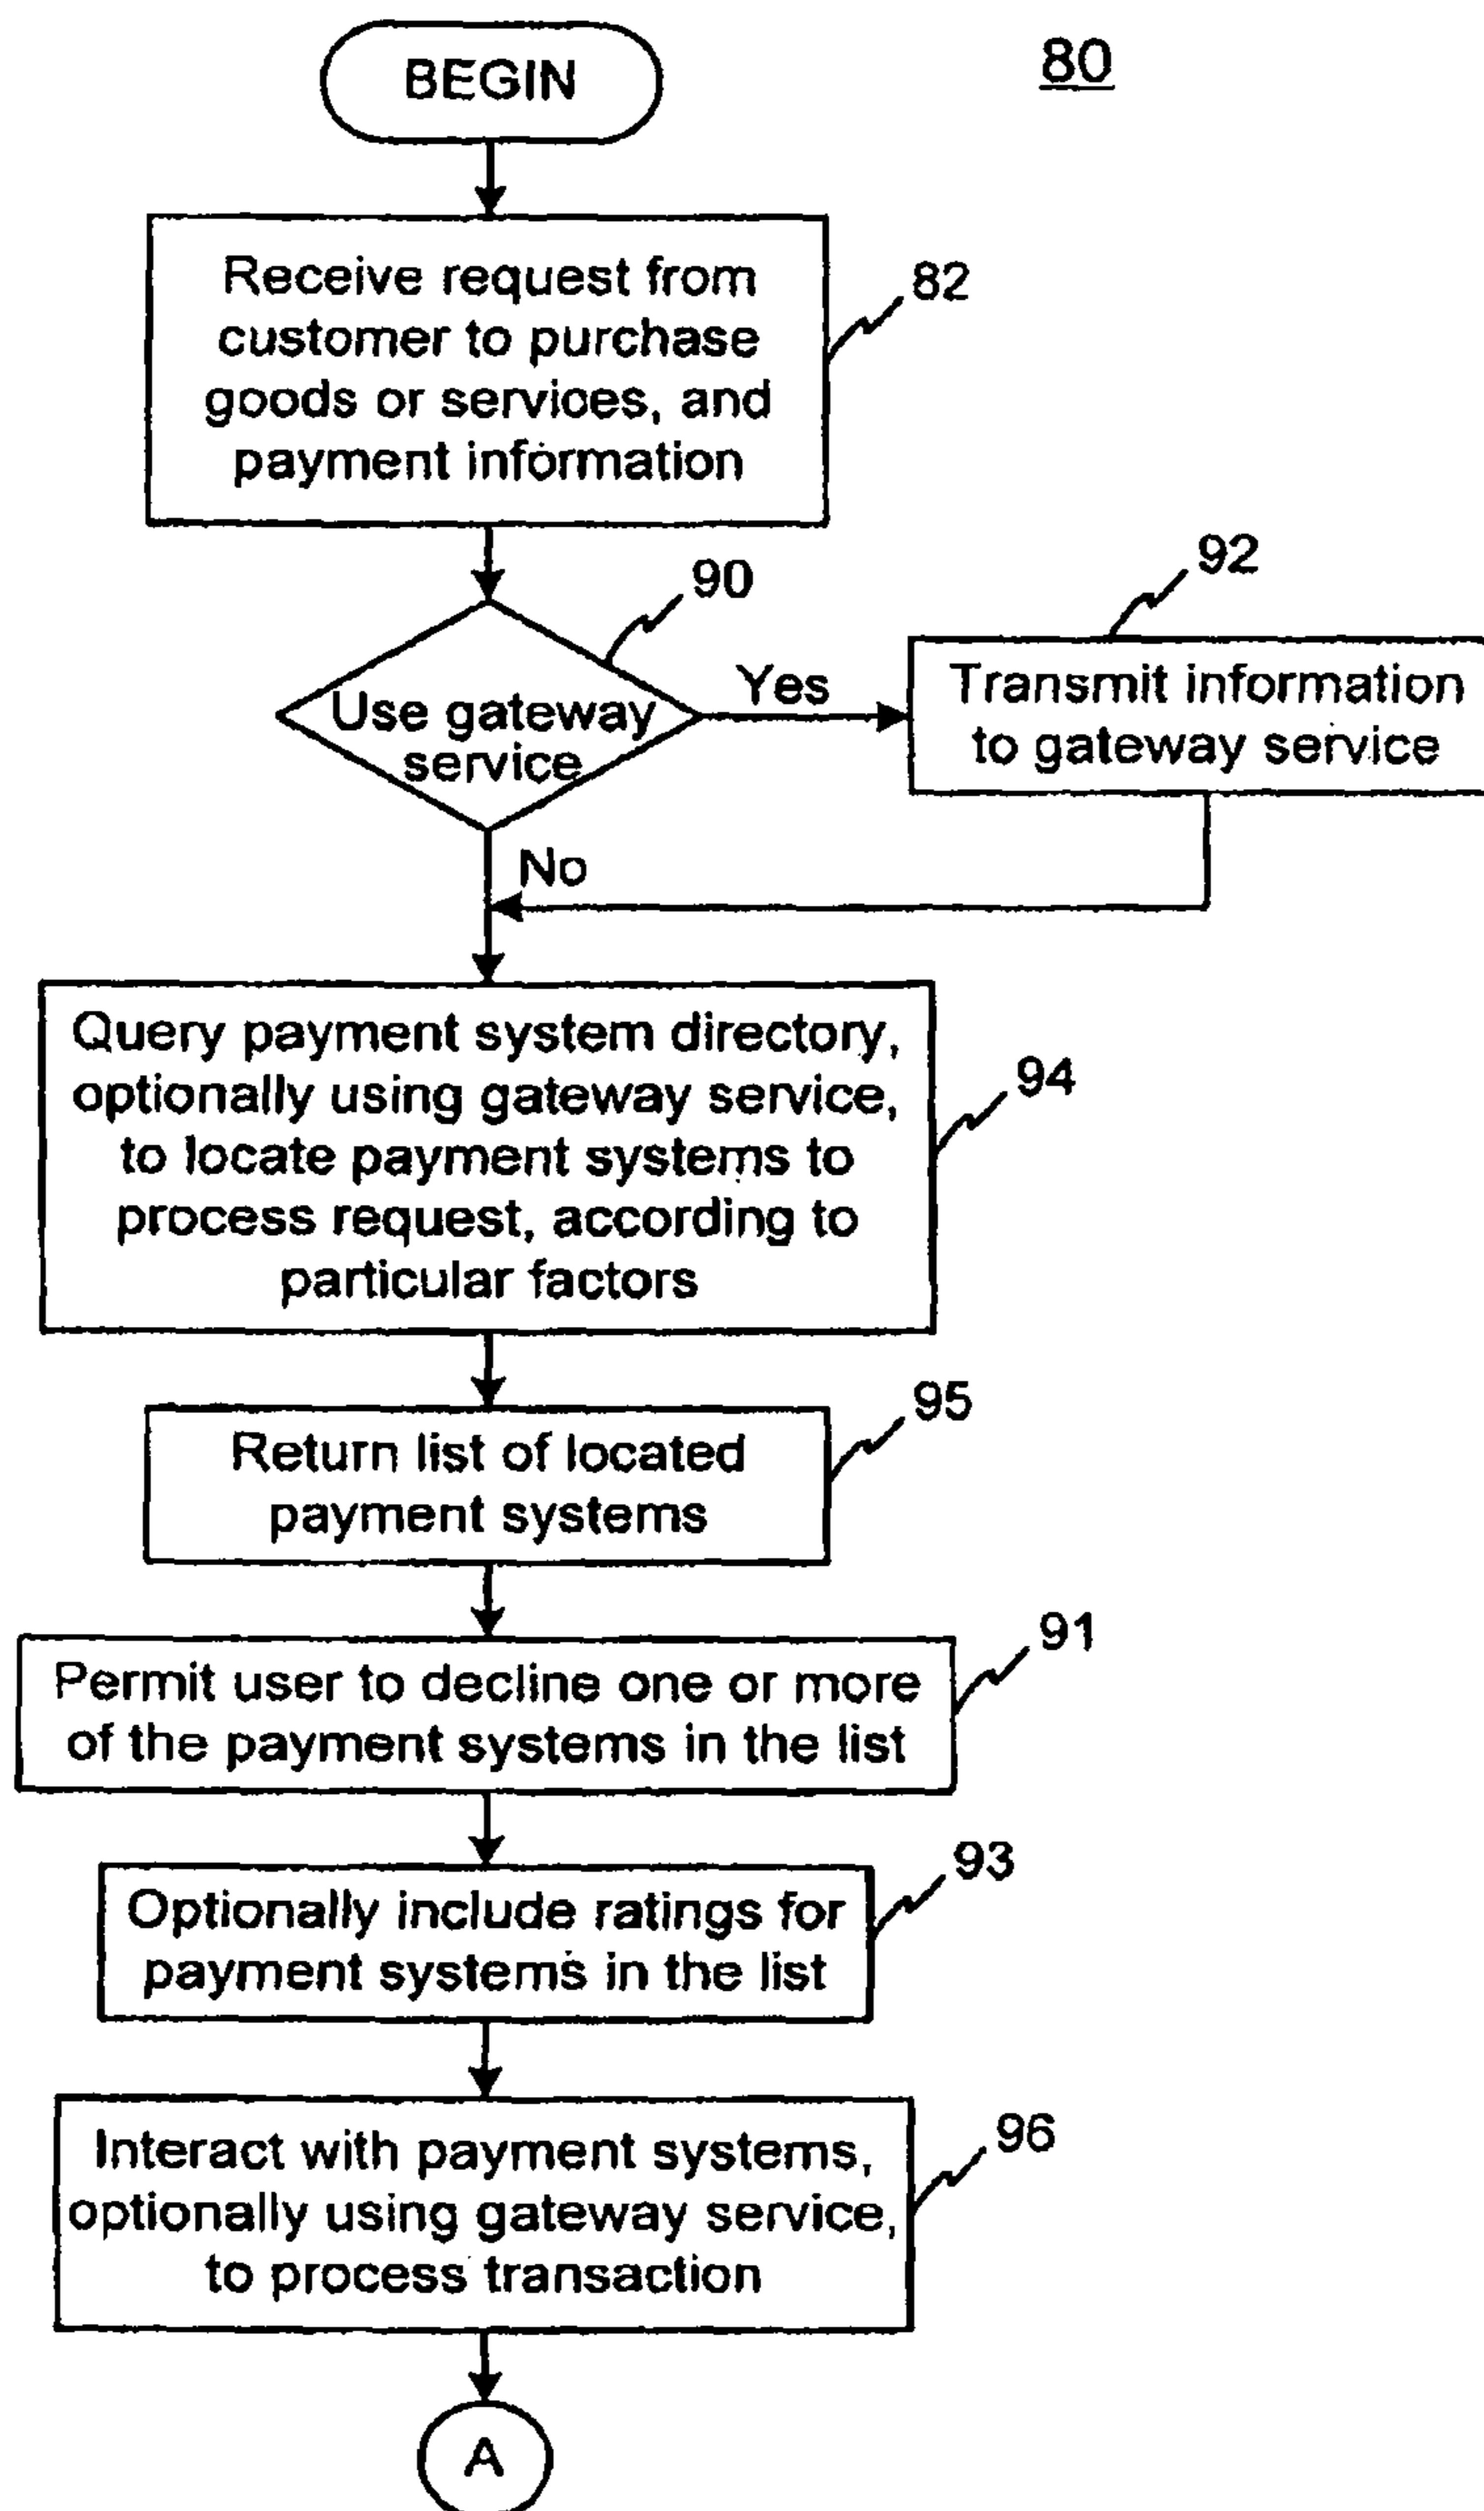 BEGIN
80
Receive request from
customer to purchase
goods or services, and
payment information
82
90
Use gateway
service
Yes
92
Transmit information
to gateway service
No
Query payment system directory,
optionally using gateway service,
to locate payment systems to
process request, according to
particular factors
94
Return list of located
payment systems
95
Permit user to decline one or more
of the payment systems in the list
91
Optionally include ratings for
payment systems in the list
93
Interact with payment systems,
optionally using gateway service,
to process transaction
96
A